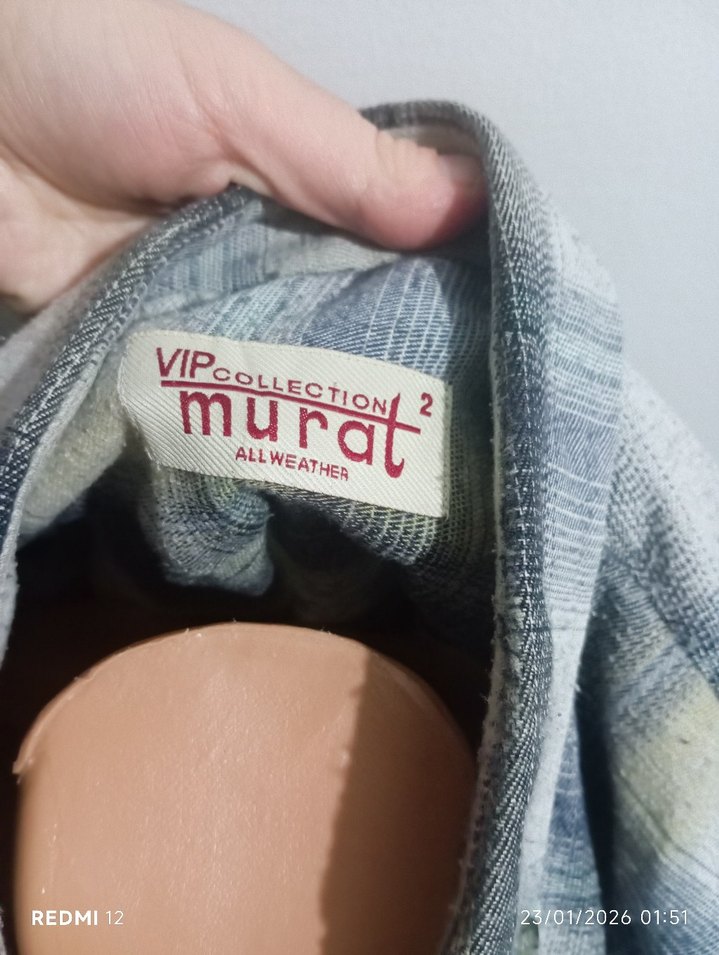 VIP COLLECTION 2
murat
ALLWEATHER
REDMI 12
23/01/2026 01:51